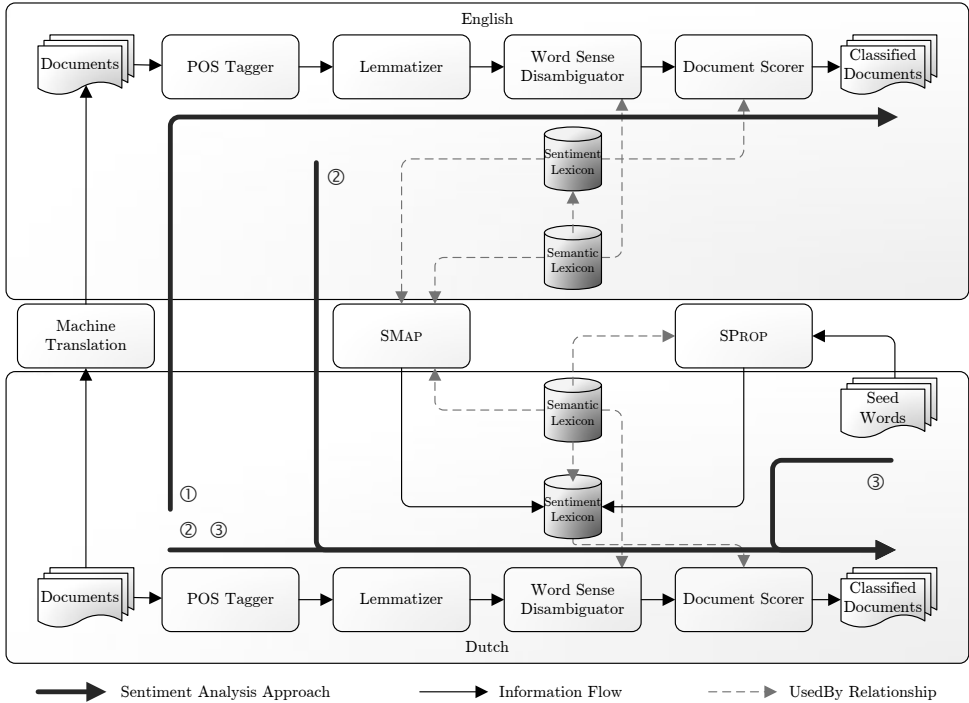 English
Documents
POS Tagger
Lemmatizer
Word Sense
Disambiguator
Document Scorer
Classified
Documents
Sentiment
Lexicon
②
Semantic
Lexicon
Machine
Translation
SMAP
SPROP
Semantic
Lexicon
Seed
Words
③
①
② ③
Sentiment
Lexicon
Documents
POS Tagger
Lemmatizer
Word Sense
Disambiguator
Document Scorer
Classified
Documents
Dutch
Sentiment Analysis Approach
Information Flow
UsedBy Relationship